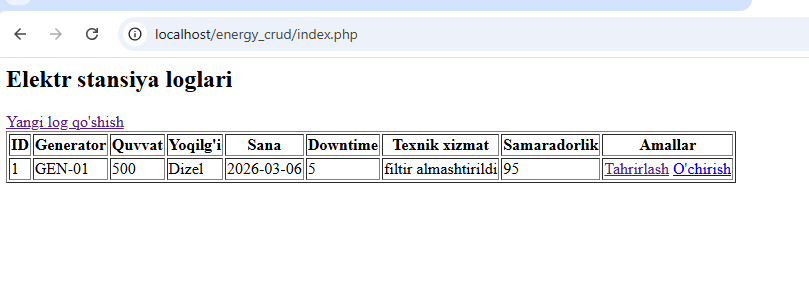 localhost/energy_crud/index.php
Elektr stansiya loglari
Yangi log qo'shish
ID Generator Quvvat Yoqilg'i Sana Downtime Texnik xizmat Samaradorlik Amallar
1 GEN-01 500 Dizel 2026-03-06 5 filtir almashtirildi 95 Tahrirlash O'chirish